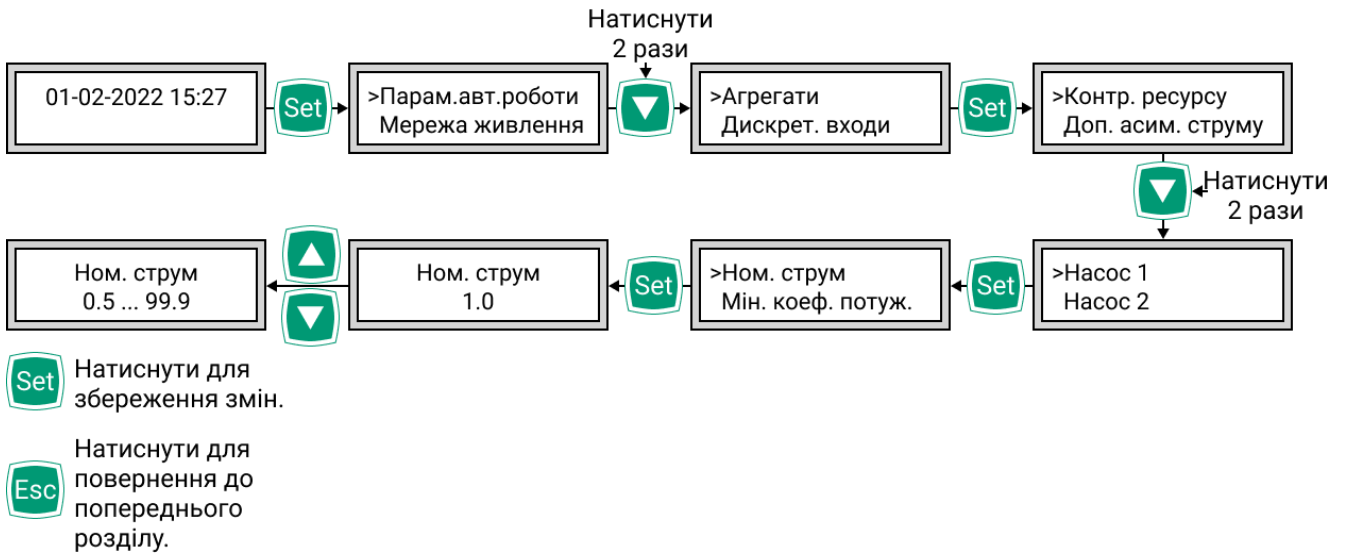 Натиснути
2 рази
01-02-2022 15:27
Set
>Парам.авт.роботи
Мережа живлення
>Агрегати
Дискрет. входи
Set
>Контр. ресурсу
Доп. асим. струму
Натиснути
2 рази
>Насос 1
Насос 2
Set
>Ном. струм
Мін. коеф. потуж.
Set
Ном. струм
1.0
Ном. струм
0.5 ... 99.9
Set
Натиснути для
збереження змін.
Esc
Натиснути для
повернення до
попереднього
розділу.